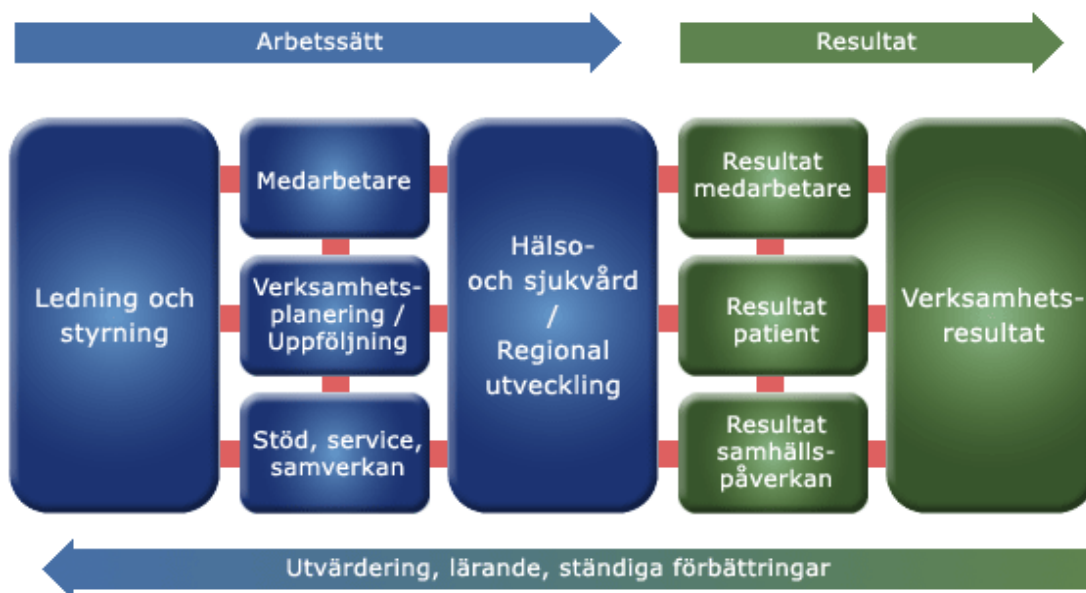 Arbetssätt
Resultat
Ledning och
styrning
Medarbetare
Verksamhets-
planering /
Uppföljning
Stöd, service,
samverkan
Hälso-
och sjukvård
/
Regional
utveckling
Resultat
medarbetare
Resultat
patient
Resultat
samhälls-
påverkan
Verksamhets-
resultat
Utvärdering, lärande, ständiga förbättringar